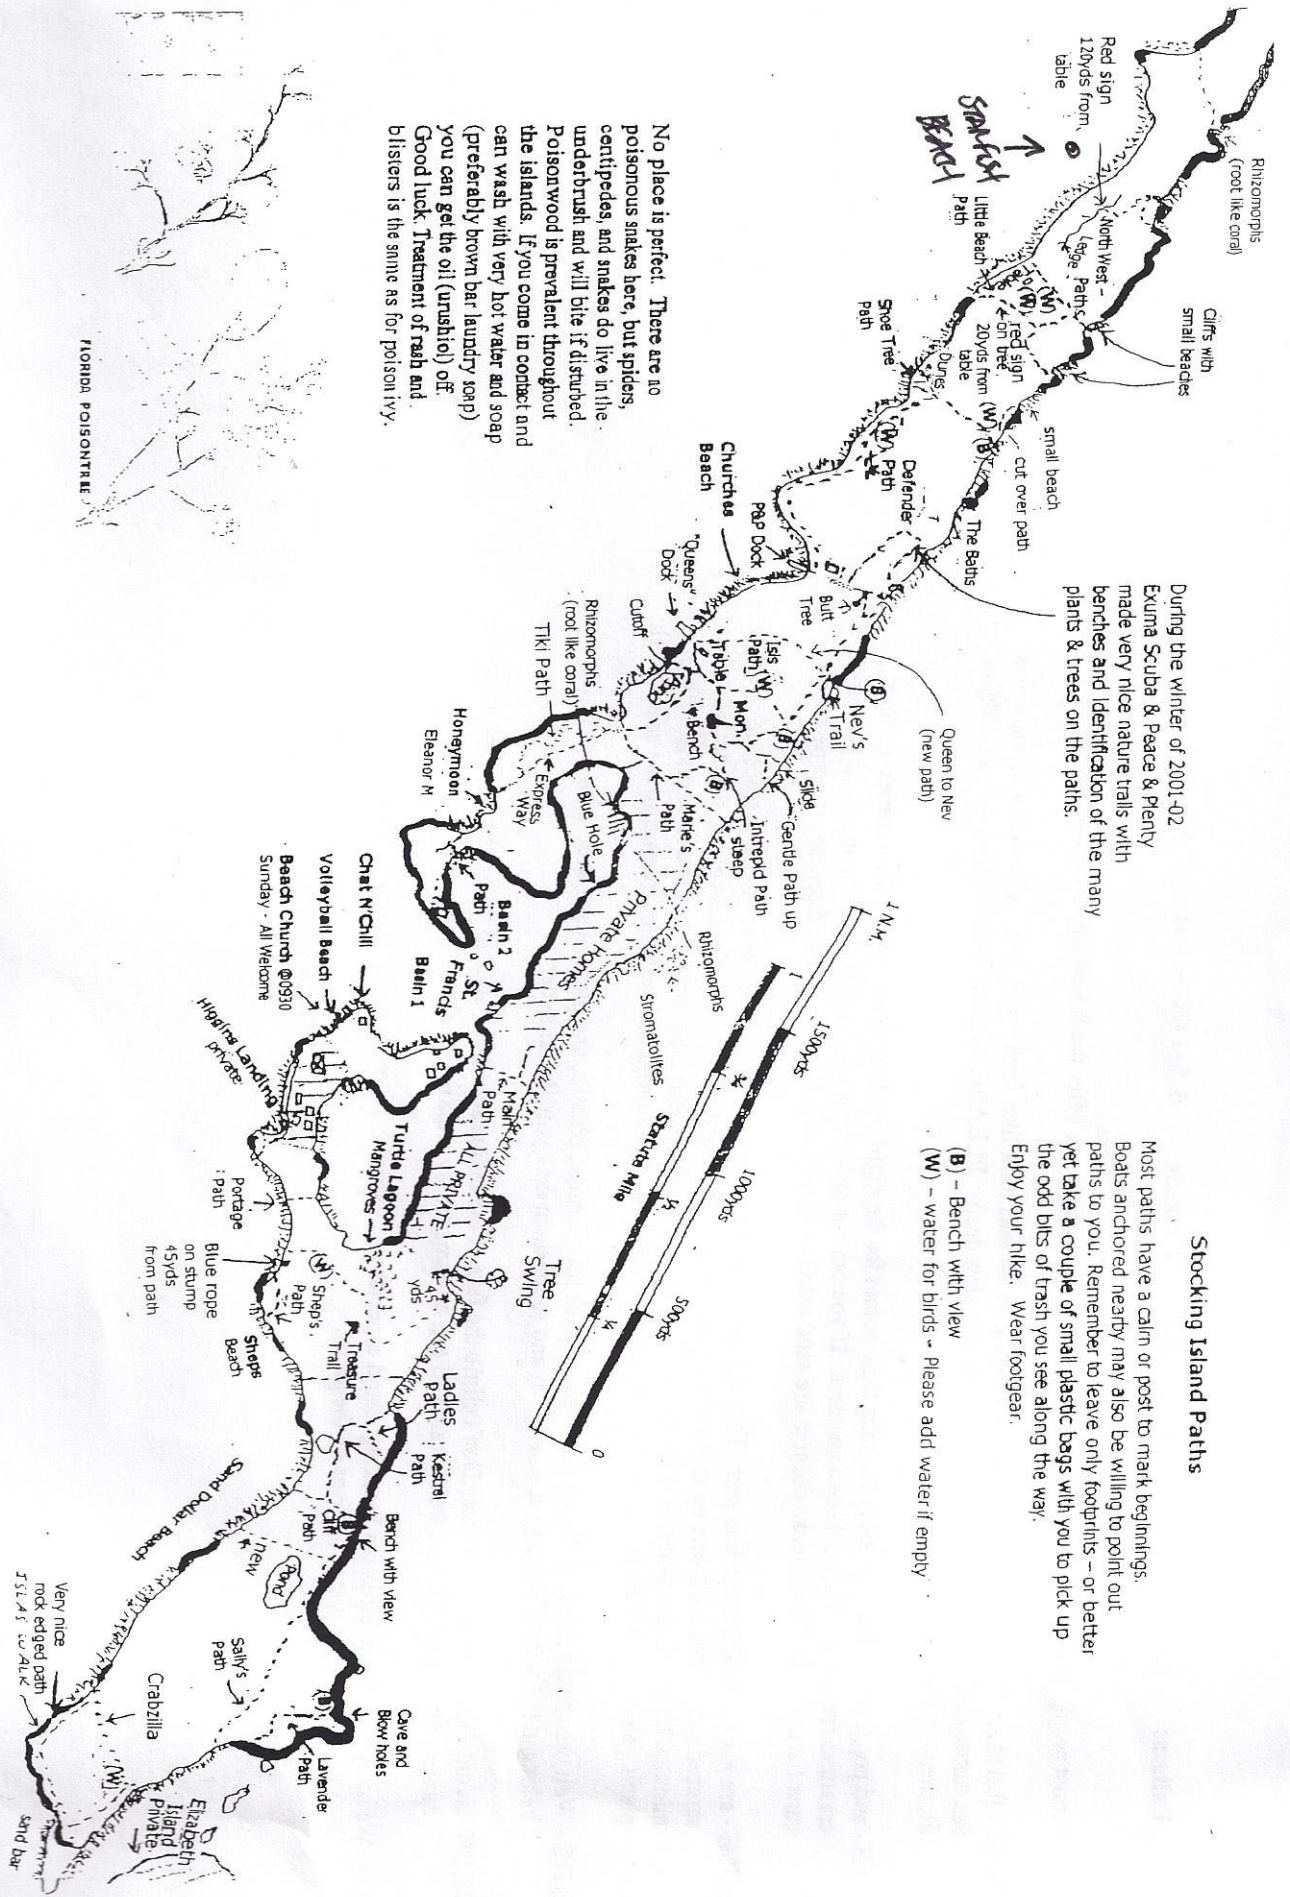 Stocking Island Paths
Most paths have a cairn or post to mark beginnings.
Boats anchored nearby may also be willing to point out
paths to you. Remember to leave only footprints – or better
yet take a couple of small plastic bags with you to pick up
the odd bits of trash you see along the way.
Enjoy your hike. Wear footgear.
(B) – Bench with view
(W) – water for birds - Please add water if empty
During the winter of 2001-02
Exuma Scuba & Peace & Plenty
made very nice nature trails with
benches and identification of the many
plants & trees on the paths.
Rhizomorphs
(root like coral)
Cliffs with
small beaches
Red sign
120yds from
table
North West -
Ledge Paths
STARFISH
BEACH
Little Beach
Path
(W)
(W)
red sign
on tree
20yds from
table
(W)
(B)
small beach
cut over path
The Baths
Dunes
Shoe Tree
Path
Defender
Path
(W)
P&P Dock
Churches
Beach
Butt
Tree
"Queens"
Dock
Queen to Nev
(new path)
(B)
Nev's
Trail
Isis
Path
(W)
Table
Mon.
Bench
Cutoff
Pond
(B)
Slide
Gentle Path up
Intrepid Path
steep
(B)
Marie's
Path
Rhizomorphs
(root like coral)
Tiki Path
Express
Way
Honeymoon
Eleanor M
Blue Hole
Private Homes
Rhizomorphs
Stromatolites
Path
Basin 2
St.
Francis
Basin 1
Main
Path
Chat N'Chill
Volleyball Beach
Beach Church @0930
Sunday - All Welcome
Higgins Landing
private
ALL PRIVATE
Turtle Lagoon
Mangroves
Tree
Swing
45
yds
Portage
Path
Blue rope
on stump
45yds
from path
(W)
Shep's
Path
Treasure
Trail
Sheps
Beach
Ladies
Path
Kestral
Path
Bench with view
Cliff
Path
new
Pond
Sand Dollar Beach
Sally's
Path
Cave and
Blow holes
(B)
Lavender
Path
Very nice
rock edged path
ISLAS WALK
Crabzilla
(W)
Elizabeth
Island
Private
sand bar
1 N.M.
1500yds
1000yds
500yds
0
1
¾
½
¼
Statute Mile
No place is perfect. There are no
poisonous snakes here, but spiders,
centipedes, and snakes do live in the
underbrush and will bite if disturbed.
Poisonwood is prevalent throughout
the islands. If you come in contact and
can wash with very hot water and soap
(preferably brown bar laundry soap)
you can get the oil (urushiol) off.
Good luck. Treatment of rash and
blisters is the same as for poison ivy.
FLORIDA POISONTREE